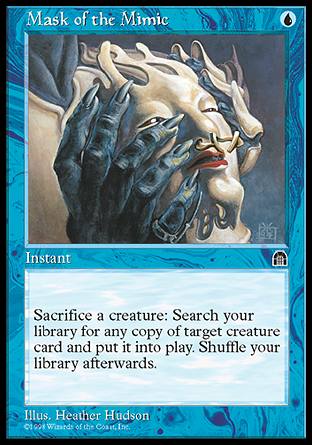 Mask of the Mimic
Instant
Sacrifice a creature: Search your
library for any copy of target creature
card and put it into play. Shuffle your
library afterwards.
Illus. Heather Hudson
©1998 Wizards of the Coast, Inc.